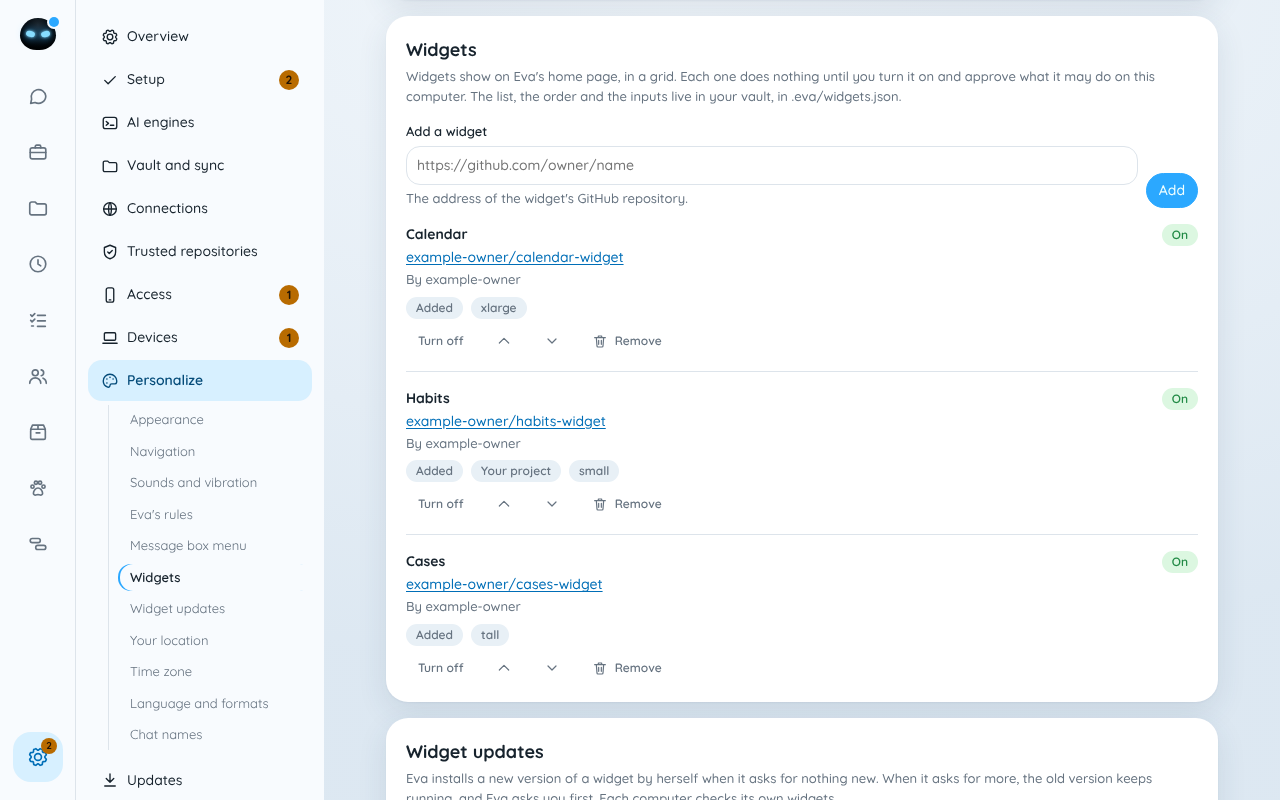 Overview
Setup
2
AI engines
Vault and sync
Connections
Trusted repositories
Access
1
Devices
1
Personalize
Appearance
Navigation
Sounds and vibration
Eva's rules
Message box menu
Widgets
Widget updates
Your location
Time zone
Language and formats
Chat names
Updates
2
Widgets
Widgets show on Eva's home page, in a grid. Each one does nothing until you turn it on and approve what it may do on this
computer. The list, the order and the inputs live in your vault, in .eva/widgets.json.
Add a widget
https://github.com/owner/name
Add
The address of the widget's GitHub repository.
Calendar
On
example-owner/calendar-widget
By example-owner
Added xlarge
Turn off Remove
Habits
On
example-owner/habits-widget
By example-owner
Added Your project small
Turn off Remove
Cases
On
example-owner/cases-widget
By example-owner
Added tall
Turn off Remove
Widget updates
Eva installs a new version of a widget by herself when it asks for nothing new. When it asks for more, the old version keeps
running, and Eva asks you first. Each computer checks its own widgets.